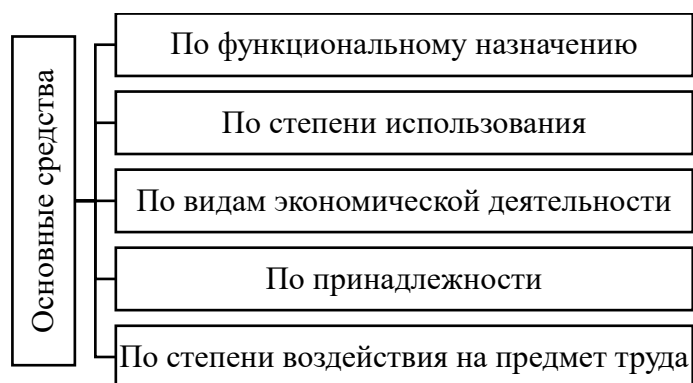 Основные средства
По функциональному назначению
По степени использования
По видам экономической деятельности
По принадлежности
По степени воздействия на предмет труда